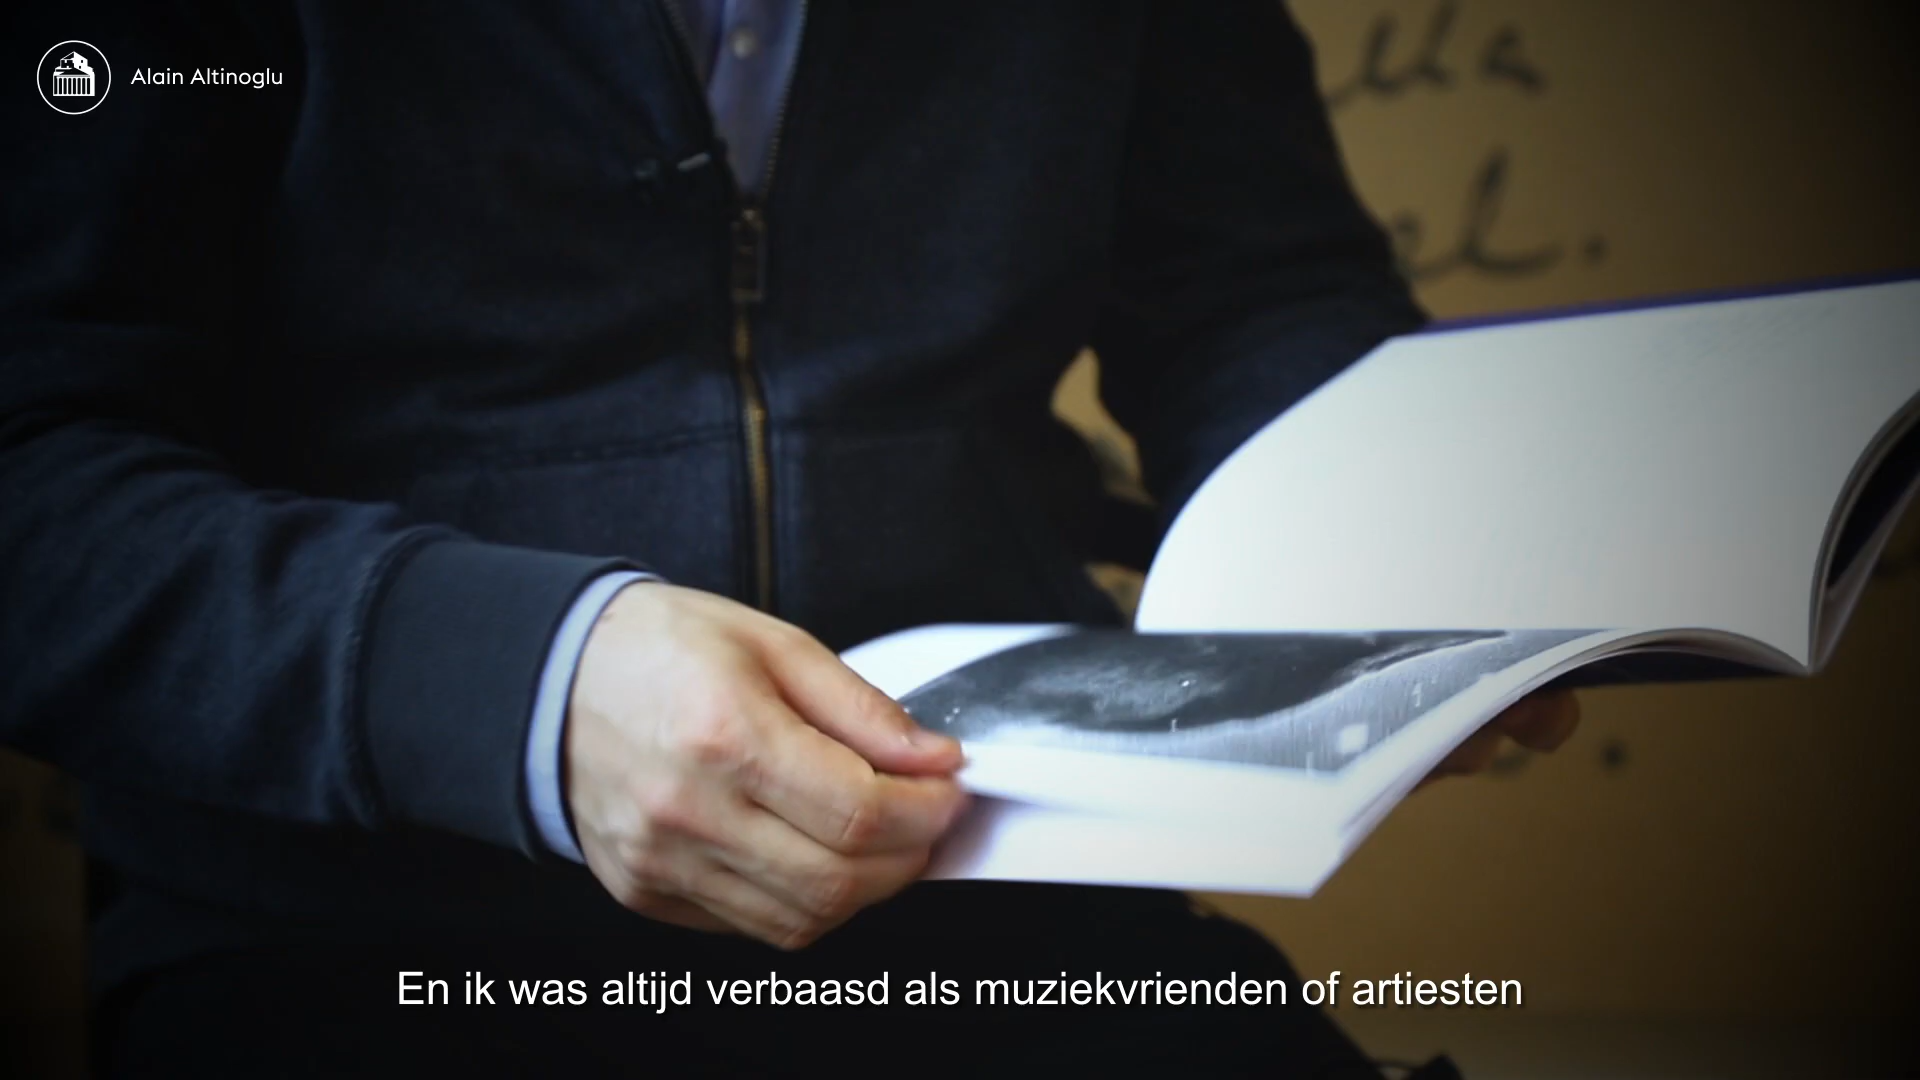 Alain Altinoglu
En ik was altijd verbaasd als muziekvrienden of artiesten